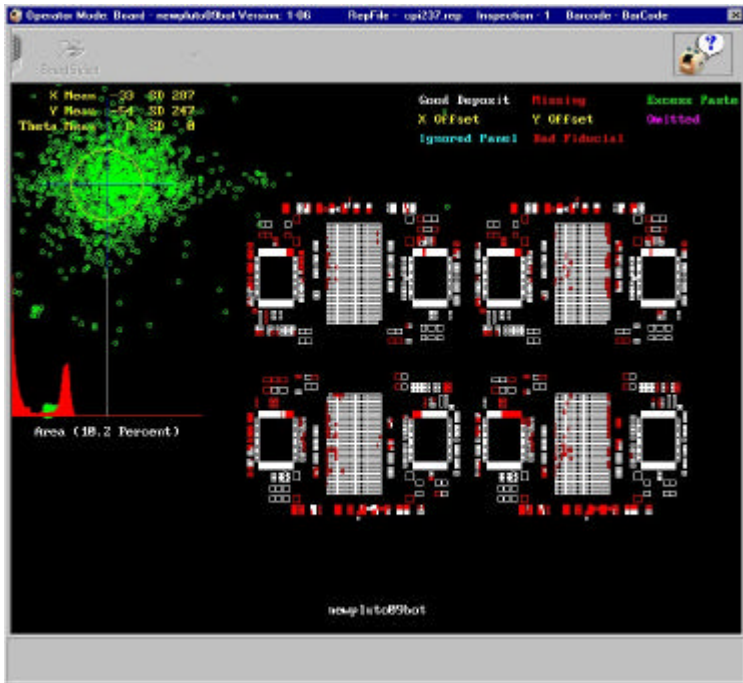 Operator Mode: Board - newpluto09bot Version: 1-06 RepFile - cpi237.rep Inspection - 1 Barcode - BarCode
X Mean -33 SD 287
Y Mean -54 SD 247
Theta Mean 0 SD 0
Good Deposit Missing Excess Paste
X Offset Y Offset Omitted
Ignored Panel Bad Fiducial
Area (10.2 Percent)
newpluto09bot